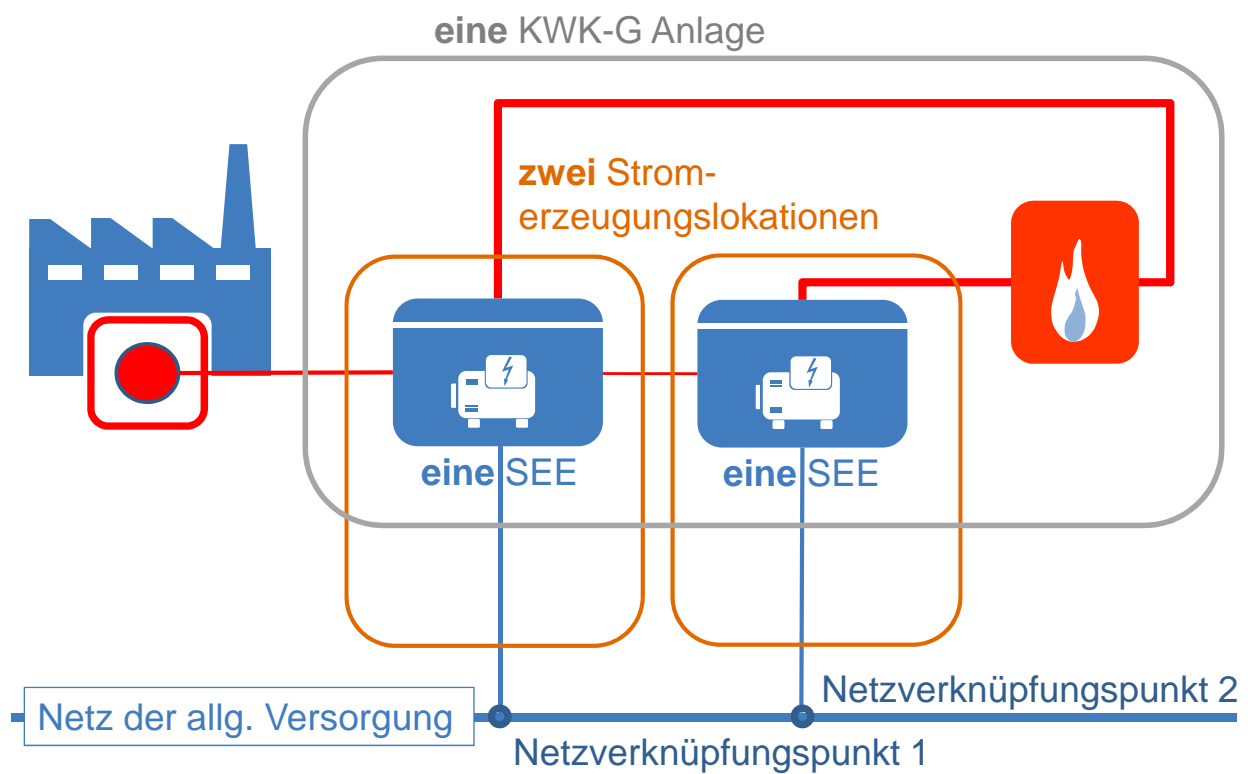 eine KWK-G Anlage
zwei Strom-
erzeugungslokationen
eine SEE
eine SEE
Netzverknüpfungspunkt 2
Netz der allg. Versorgung
Netzverknüpfungspunkt 1